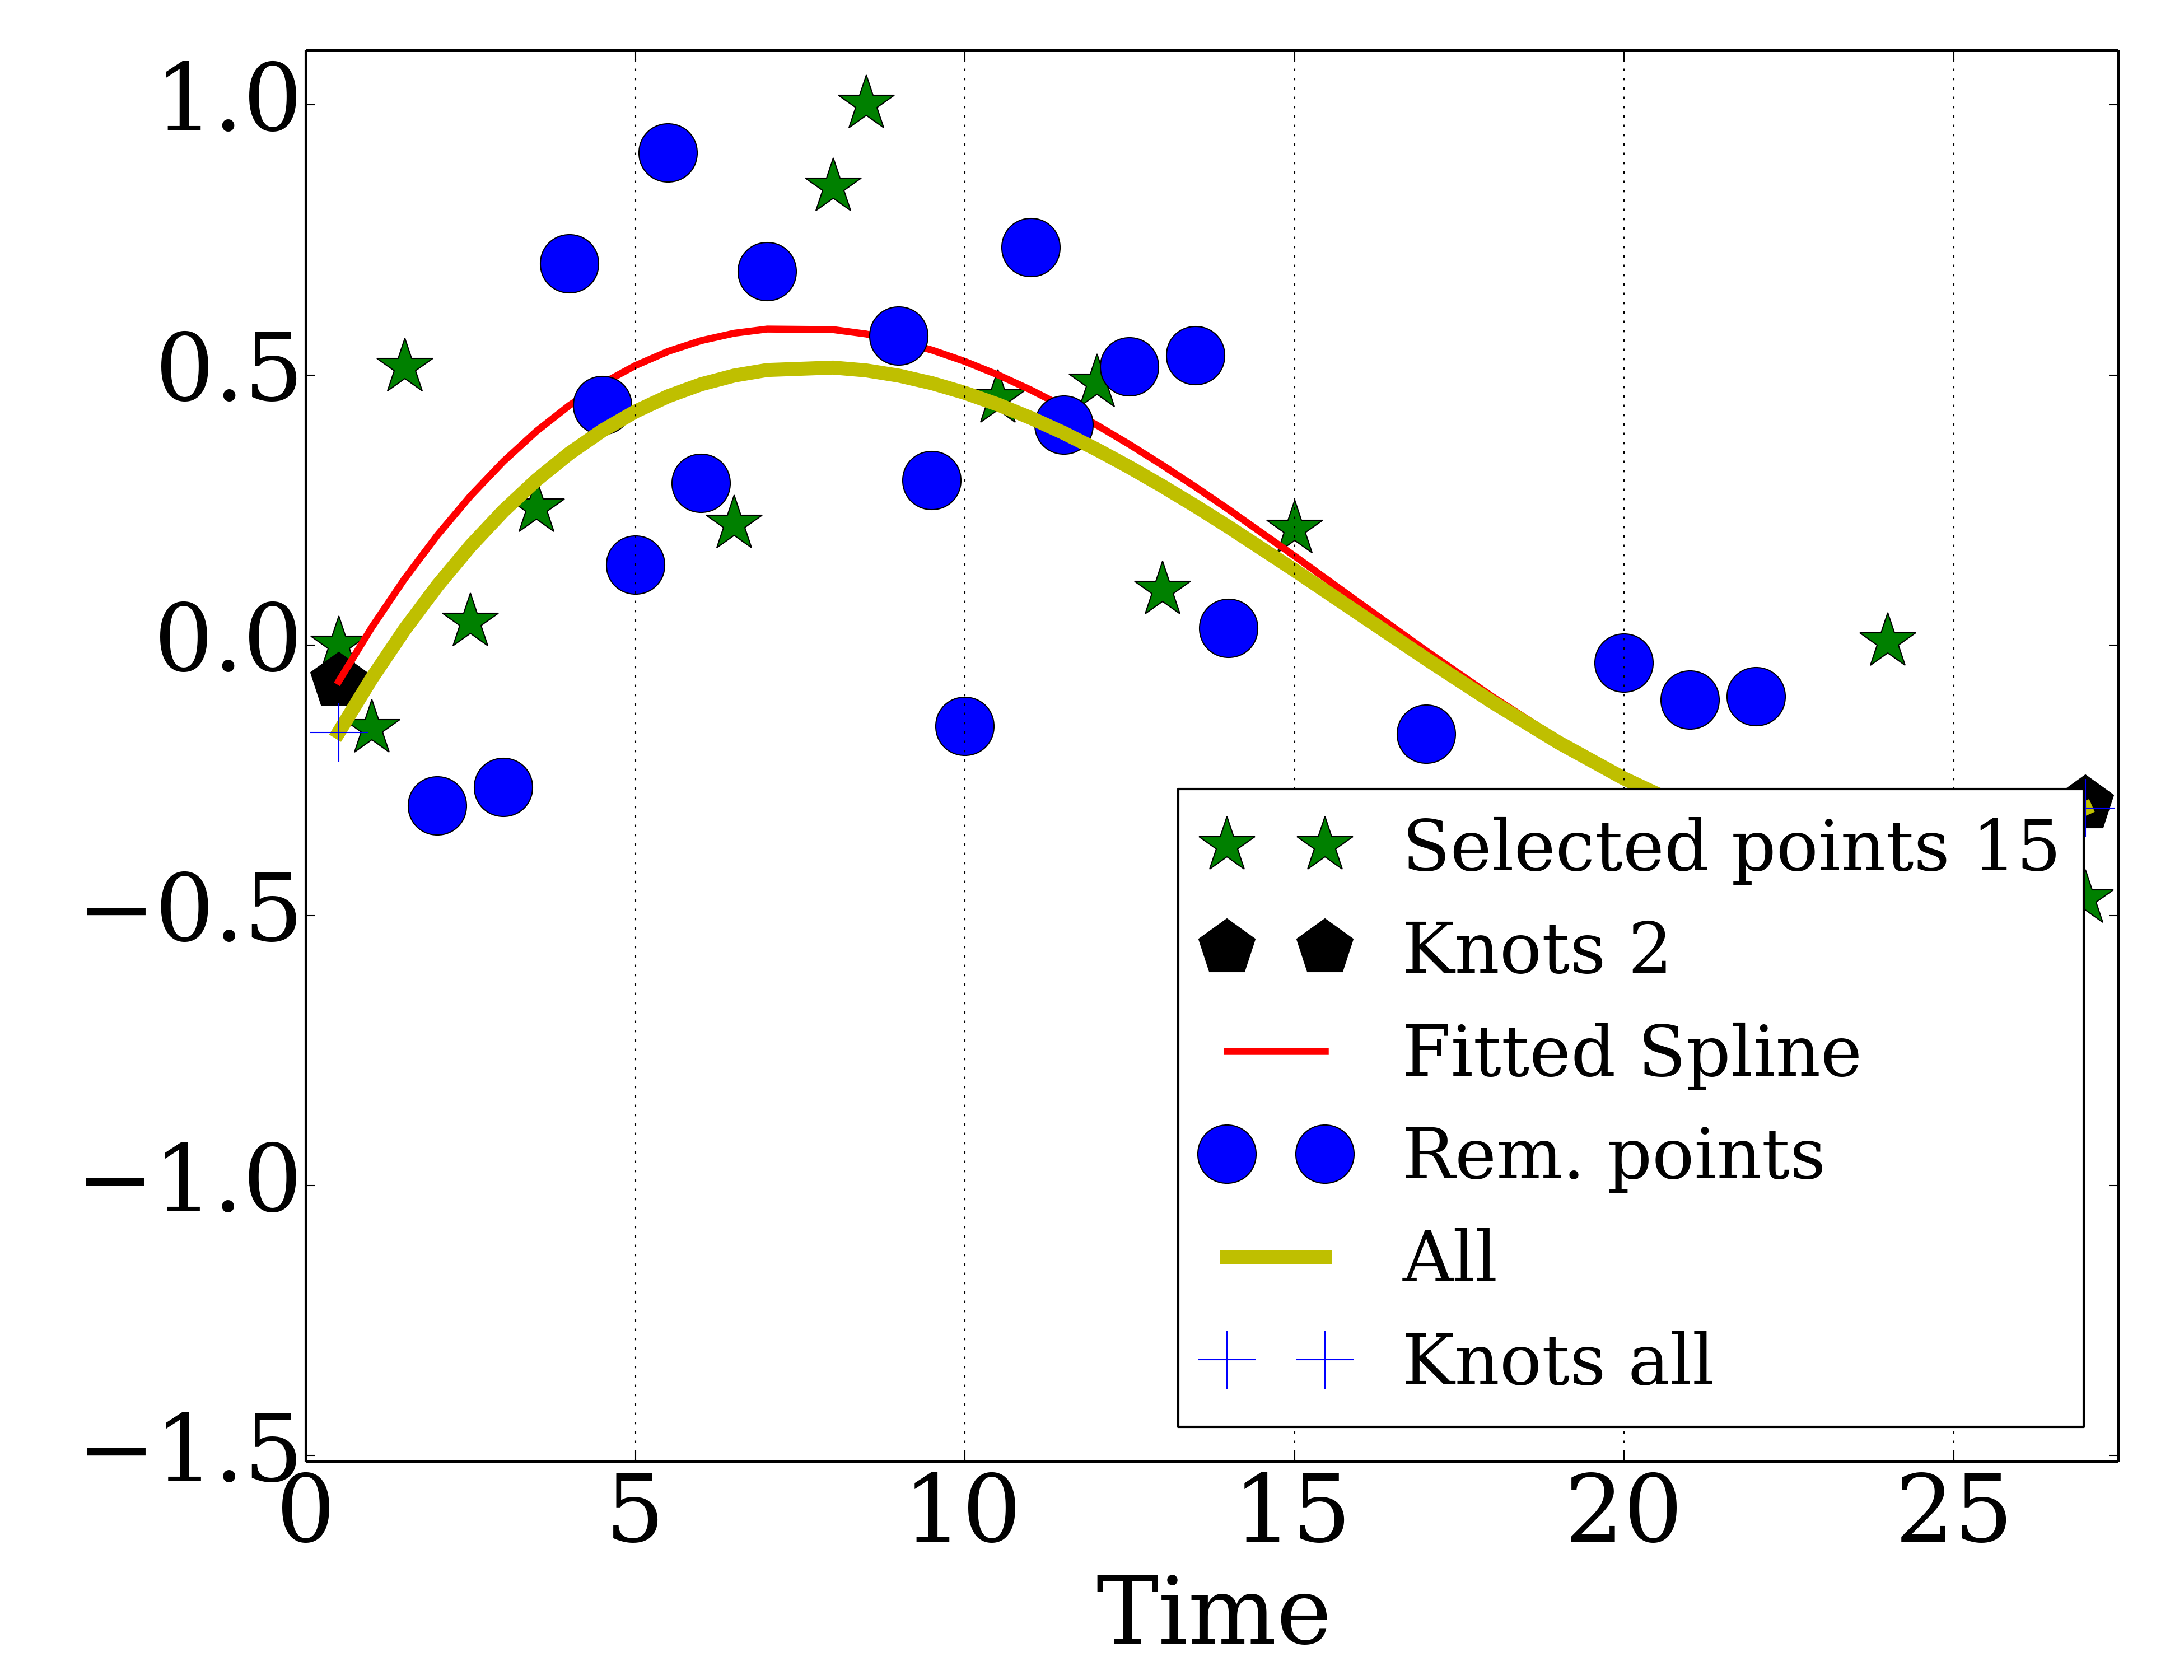 1.0
0.5
0.0
−0.5
−1.0
−1.5
0 5 10 15 20 25
Time
Selected points 15
Knots 2
Fitted Spline
Rem. points
All
Knots all